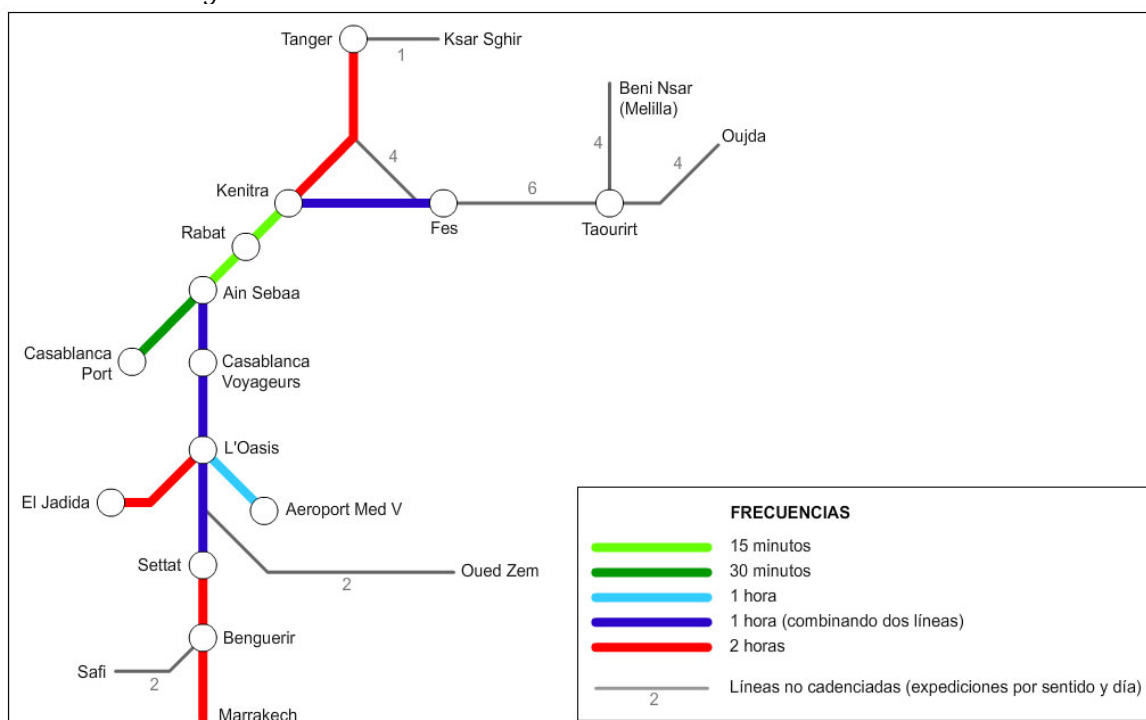 Tanger
Ksar Sghir
1
Beni Nsar
(Melilla)
Oujda
4
4
4
Kenitra
6
Fes
Taourirt
Rabat
Ain Sebaa
Casablanca
Port
Casablanca
Voyageurs
L'Oasis
El Jadida
Aeroport Med V
Settat
Oued Zem
2
Benguerir
Safi
2
Marrakech
FRECUENCIAS
15 minutos
30 minutos
1 hora
1 hora (combinando dos líneas)
2 horas
2
Líneas no cadenciadas (expediciones por sentido y día)